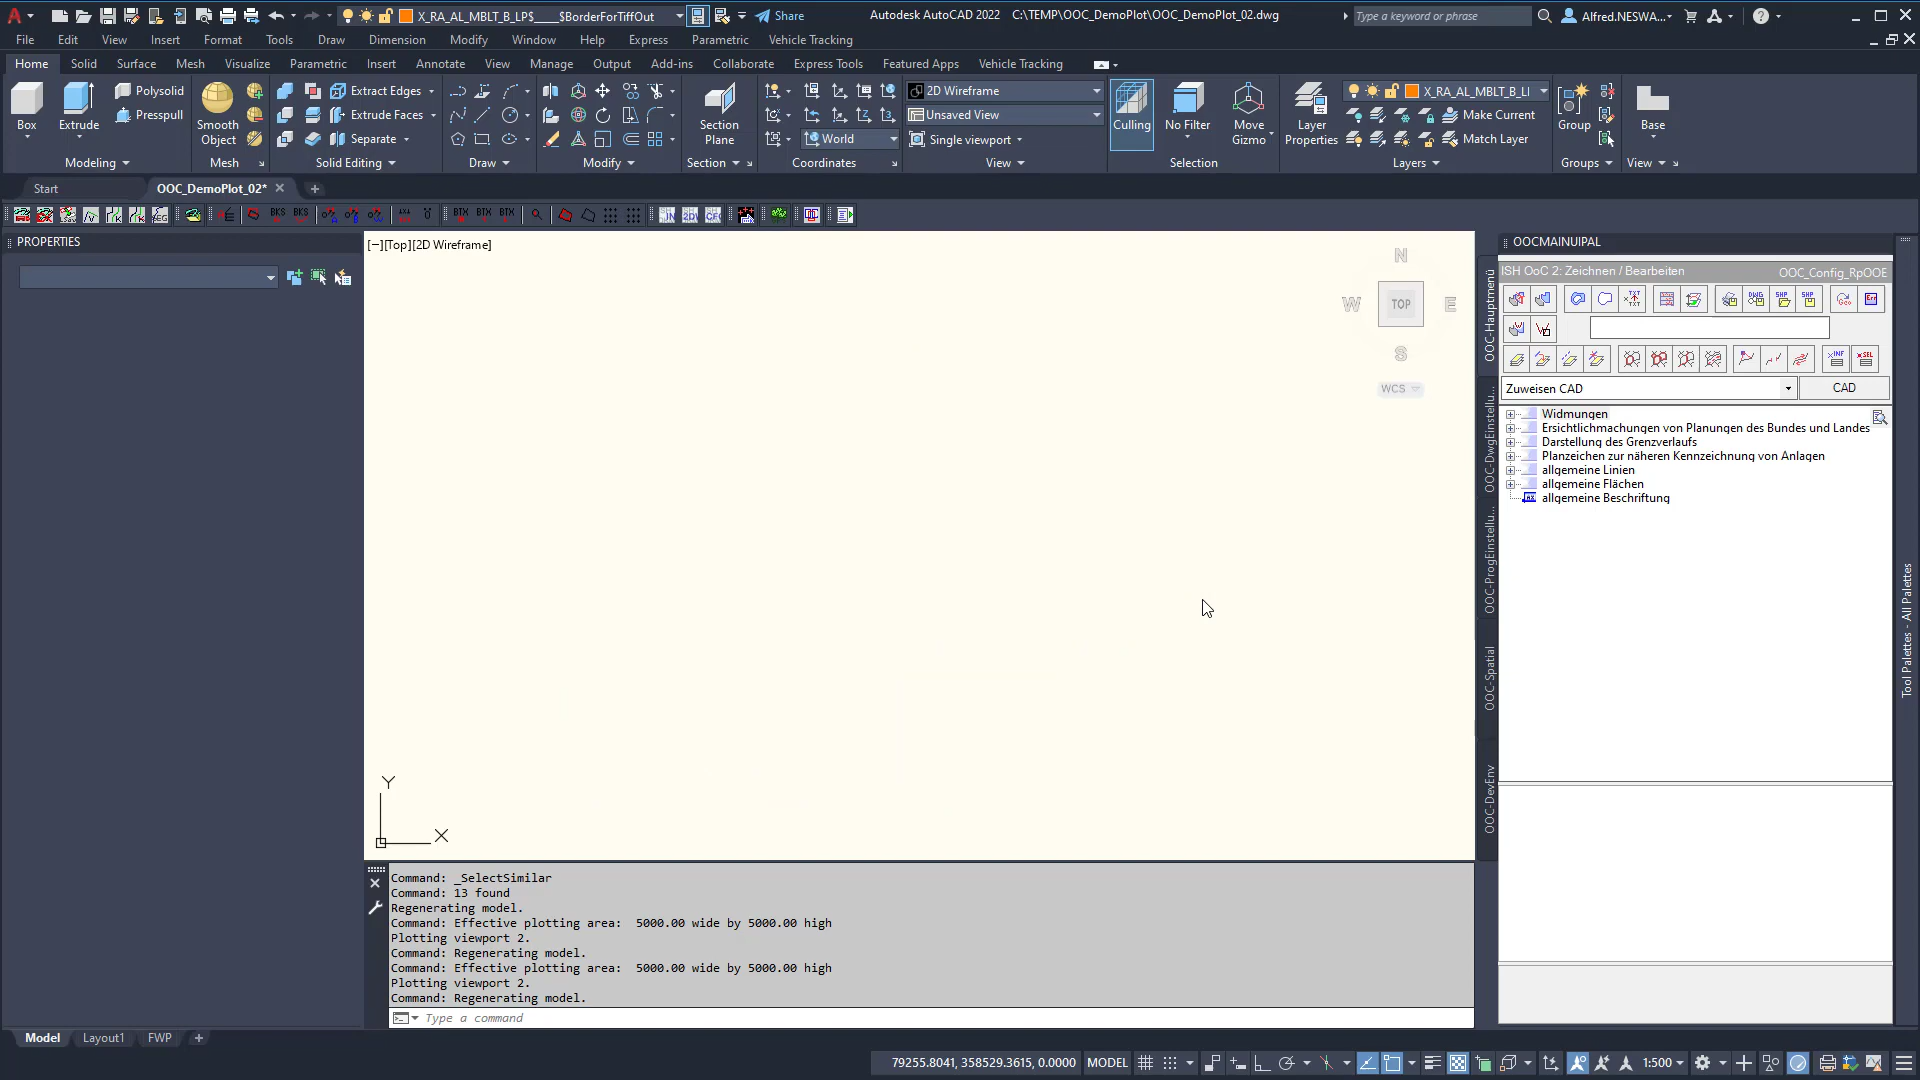 X_RA_AL_MBLT_B_LP$____$BorderForTiffOut
Share
Autodesk AutoCAD 2022 C:\TEMP\OOC_DemoPlot\OOC_DemoPlot_02.dwg
Type a keyword or phrase
Alfred.NESWA...
File Edit View Insert Format Tools Draw Dimension Modify Window Help Express Parametric Vehicle Tracking
Home Solid Surface Mesh Visualize Parametric Insert Annotate View Manage Output Add-ins Collaborate Express Tools Featured Apps Vehicle Tracking
Box
Extrude
Polysolid
Presspull
Modeling
Smooth
Object
Mesh
Extract Edges
Extrude Faces
Separate
Solid Editing
Draw
Modify
Section
Plane
Section
World
Coordinates
2D Wireframe
Unsaved View
Single viewport
View
Culling
No Filter
Move
Gizmo
Selection
Layer
Properties
X_RA_AL_MBLT_B_LI
Make Current
Match Layer
Layers
Group
Groups
Base
View
Start
OOC_DemoPlot_02*
PROPERTIES
[−][Top][2D Wireframe]
N
W
TOP
E
S
WCS
Y
X
OOCMAINUIPAL
ISH OoC 2: Zeichnen / Bearbeiten
OOC_Config_RpOOE
Zuweisen CAD
CAD
Widmungen
Ersichtlichmachungen von Planungen des Bundes und Landes
Darstellung des Grenzverlaufs
Planzeichen zur näheren Kennzeichnung von Anlagen
allgemeine Linien
allgemeine Flächen
allgemeine Beschriftung
OOC-Hauptmenü
OOC-DwgEinstellu...
OOC-ProgEinstellu...
OOC-Spatial
OOC-DevEnv
Tool Palettes - All Palettes
Command: _SelectSimilar
Command: 13 found
Regenerating model.
Command: Effective plotting area:  5000.00 wide by 5000.00 high
Plotting viewport 2.
Command: Regenerating model.
Command: Effective plotting area:  5000.00 wide by 5000.00 high
Plotting viewport 2.
Command: Regenerating model.
Type a command
Model
Layout1
FWP
79255.8041, 358529.3615, 0.0000
MODEL
1:500